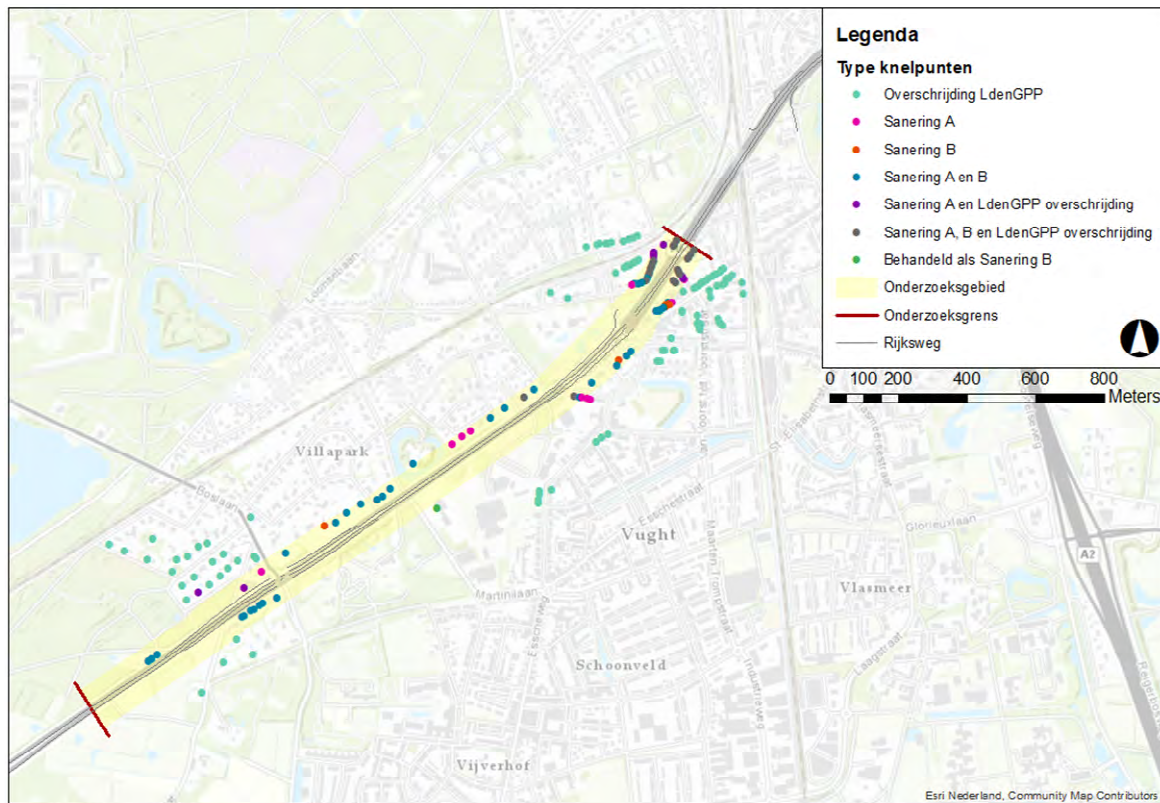 Legenda
Type knelpunten
Overschrijding LdenGPP
Sanering A
Sanering B
Sanering A en B
Sanering A en LdenGPP overschrijding
Sanering A, B en LdenGPP overschrijding
Behandeld als Sanering B
Onderzoeksgebied
Onderzoeksgrens
Rijksweg
0 100 200 400 600 800
Meters
Loonsebaan
Villapark
Boslaan
Esschestraat
Vught
Glorieuxlaan
A2
Martinilaan
Maarten Trompstraat
Vlasmeersestraat
Vlasmeer
Esscheweg
Schoonveld
Laagstraat
Industrieweg
Vijverhof
Esri Nederland, Community Map Contributors